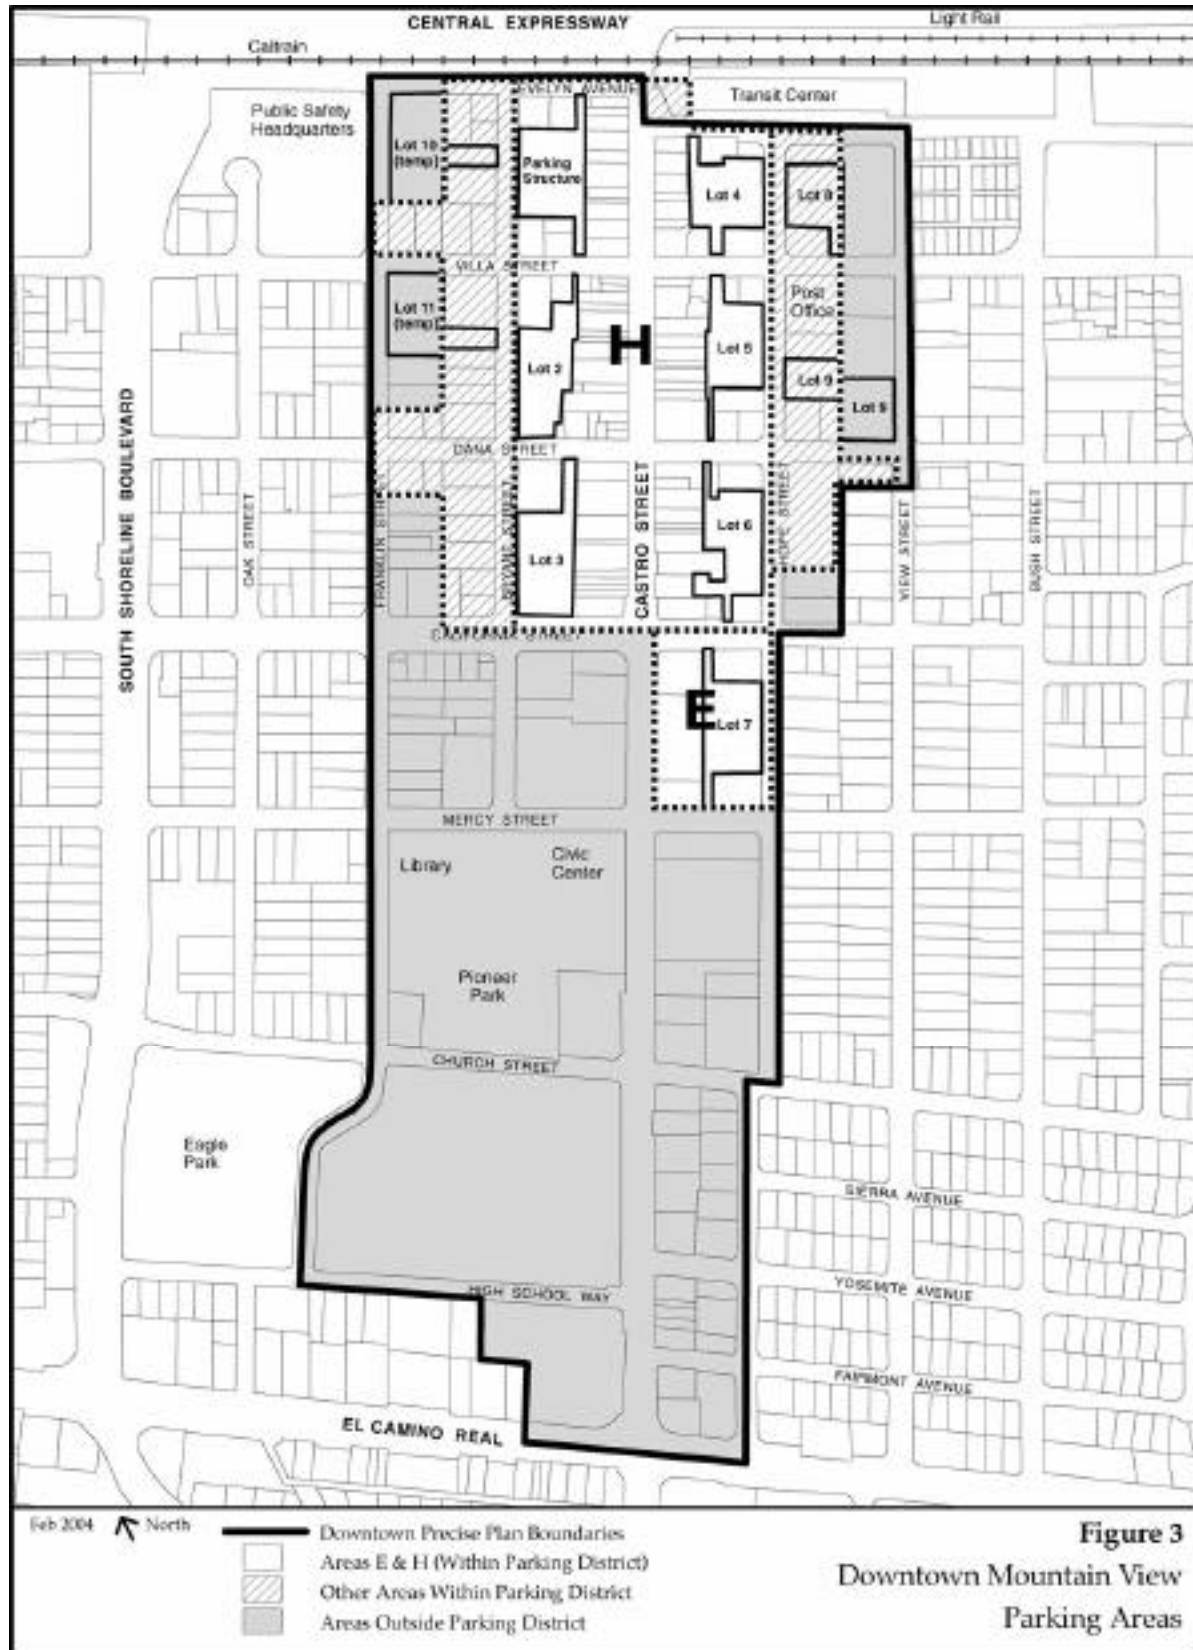 CENTRAL EXPRESSWAY
Light Rail
Caltrain
EVELYN AVENUE
Transit Center
Public Safety
Headquarters
Lot 10
(temp)
Parking
Structure
Lot 4
Lot 8
VILLA STREET
Lot 11
(temp)
Post
Office
H
Lot 2
Lot 5
Lot 9
Lot 9
DANA STREET
SOUTH SHORELINE BOULEVARD
OAK STREET
FRANKLIN STREET
BRYANT STREET
CASTRO STREET
HOPE STREET
VIEW STREET
BUSH STREET
Lot 3
Lot 6
CALIFORNIA STREET
E
Lot 7
MERCY STREET
Library
Civic
Center
Pioneer
Park
CHURCH STREET
Eagle
Park
SIERRA AVENUE
YOSEMITE AVENUE
HIGH SCHOOL WAY
FAIRMONT AVENUE
EL CAMINO REAL
Feb 2004
North
Downtown Precise Plan Boundaries
Areas E & H (Within Parking District)
Other Areas Within Parking District
Areas Outside Parking District
Figure 3
Downtown Mountain View
Parking Areas